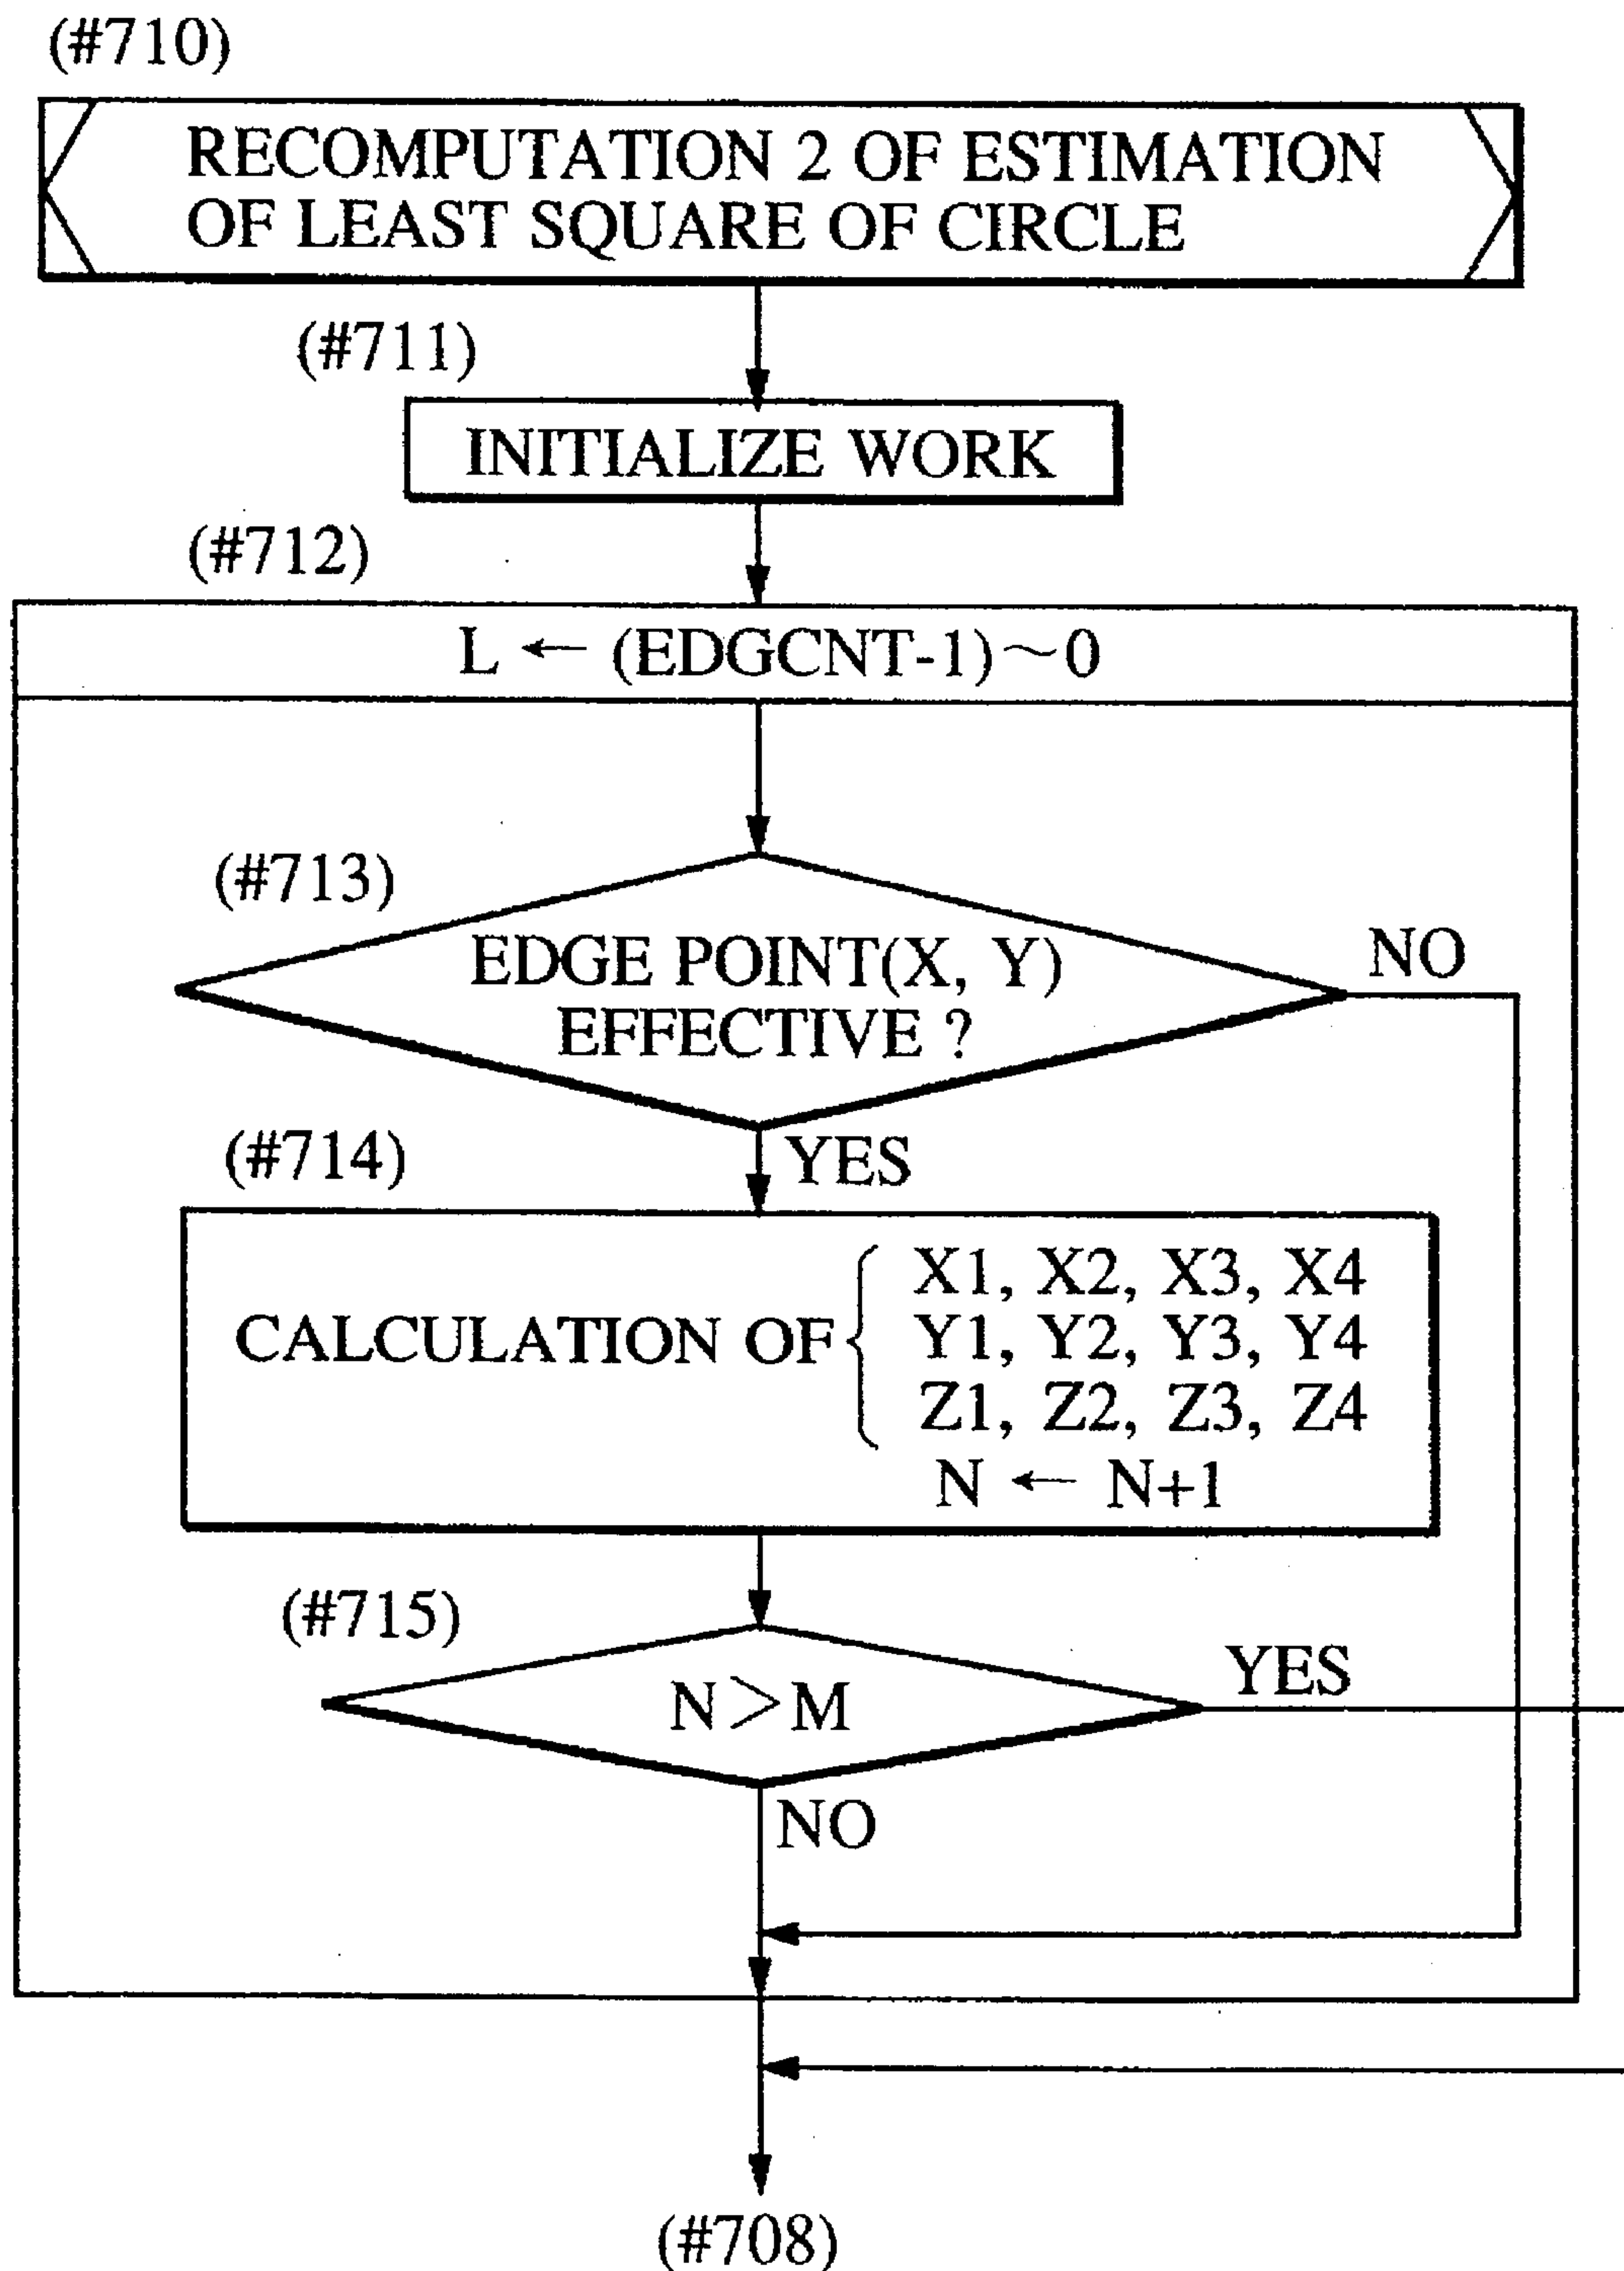 (#710)
RECOMPUTATION 2 OF ESTIMATION
OF LEAST SQUARE OF CIRCLE
(#711)
INITIALIZE WORK
(#712)
L ← (EDGCNT-1)~0
(#713)
EDGE POINT(X, Y)
EFFECTIVE ?
NO
YES
(#714)
CALCULATION OF
X1, X2, X3, X4
Y1, Y2, Y3, Y4
Z1, Z2, Z3, Z4
N ← N+1
(#715)
N>M
YES
NO
(#708)